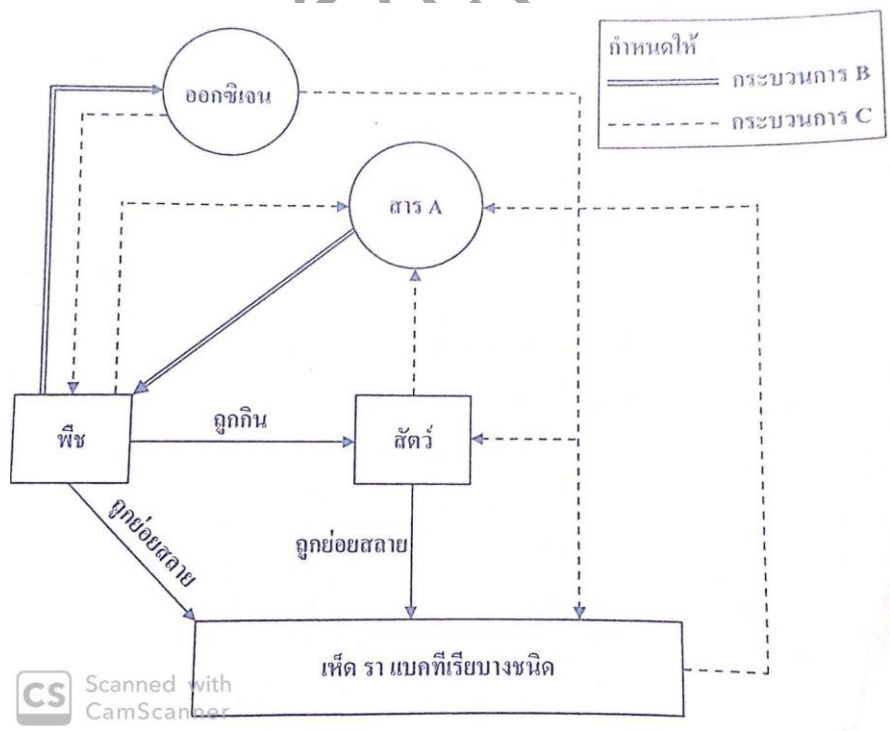 ออกซิเจน
กำหนดให้
กระบวนการ B
กระบวนการ C
สาร A
พืช
ถูกกิน
สัตว์
ถูกย่อยสลาย
ถูกย่อยสลาย
เห็ด รา แบคทีเรียบางชนิด
CS
Scanned with
CamScanner